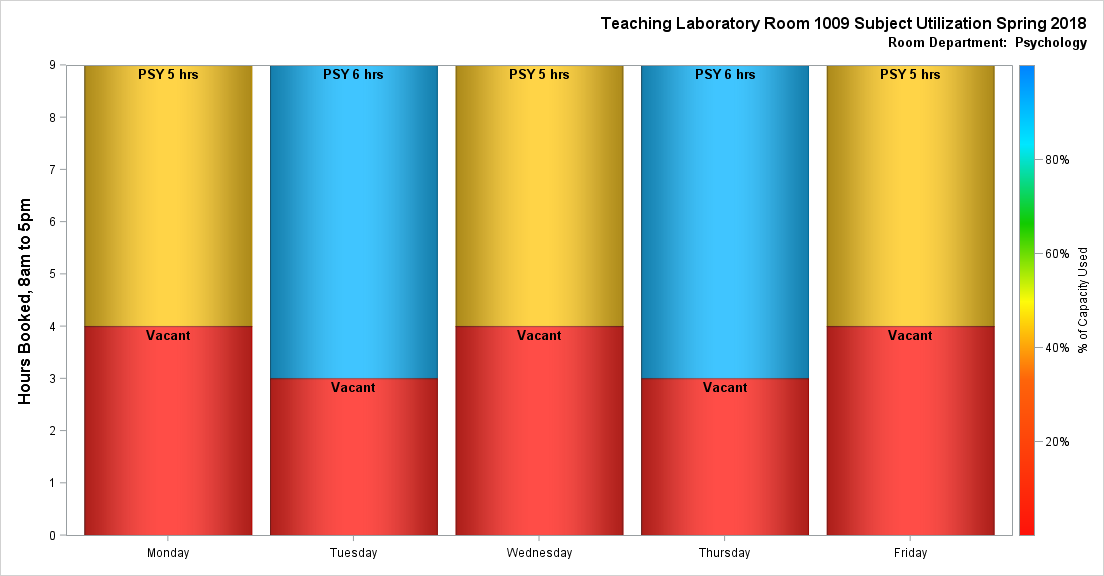 Teaching Laboratory Room 1009 Subject Utilization Spring 2018
Room Department: Psychology
Hours Booked, 8am to 5pm
9
8
7
6
5
4
3
2
1
0
PSY 5 hrs
PSY 6 hrs
PSY 5 hrs
PSY 6 hrs
PSY 5 hrs
Vacant
Vacant
Vacant
Vacant
Vacant
Monday
Tuesday
Wednesday
Thursday
Friday
80%
60%
40%
20%
% of Capacity Used